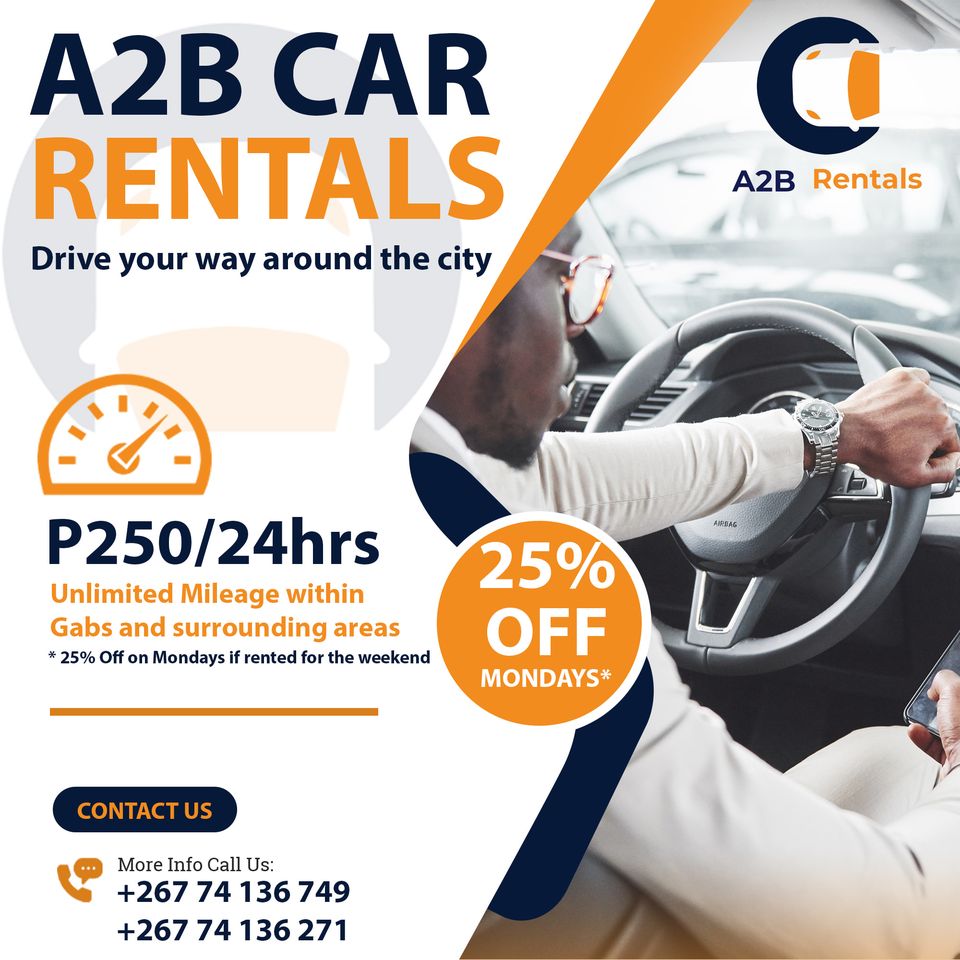 A2B CAR
RENTALS
Drive your way around the city
A2B Rentals
P250/24hrs
Unlimited Mileage within
Gabs and surrounding areas
* 25% Off on Mondays if rented for the weekend
25%
OFF
MONDAYS*
AIRBAG
CONTACT US
More Info Call Us:
+267 74 136 749
+267 74 136 271